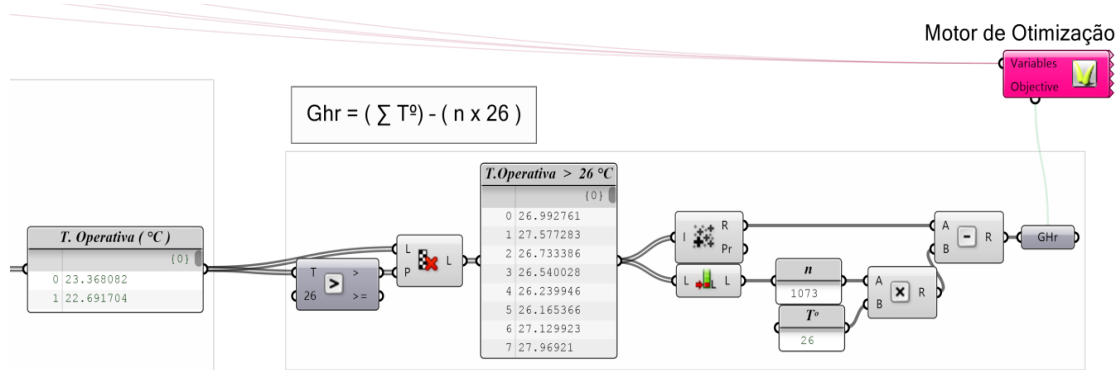 Motor de Otimização
Variables
Objective
Ghr = ( ∑ Tº) - ( n x 26 )
T. Operativa ( °C )
{0}
0 23.368082
1 22.691704
T
26
>
>
>=
L
P
L
T.Operativa > 26 °C
{0}
0 26.992761
1 27.577283
2 26.733386
3 26.540028
4 26.239946
5 26.165366
6 27.129923
7 27.96921
I
R
Pr
L
L
n
1073
Tº
26
A
B
x
R
A
B
-
R
GHr